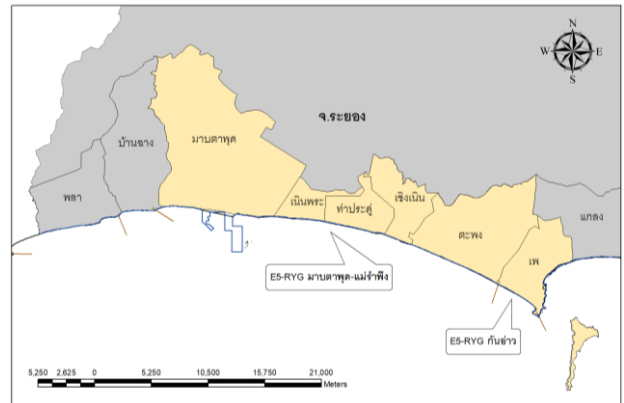 N
W E
S
จ.ระยอง
บ้านฉาง
มาบตาพุด
พลา
เนินพระ
ท่าประดู่
เชิงเนิน
ตะพง
เพ
แกลง
E5-RYG มาบตาพุด-แม่รำพึง
E5-RYG ก้นอ่าว
5,250 2,625 0 5,250 10,500 15,750 21,000
Meters